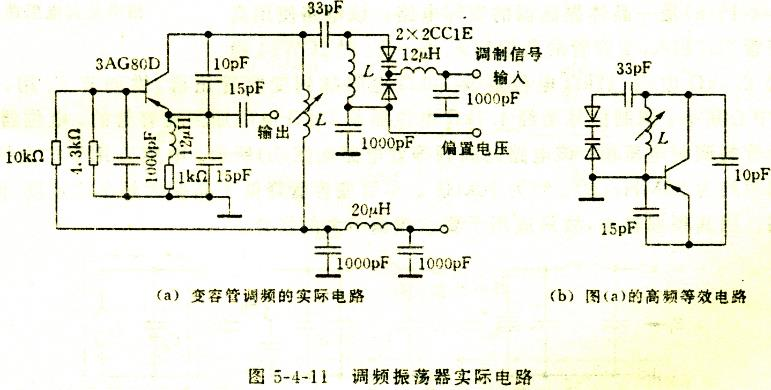 33pF
2×2CC1E
12μH
调制信号
输入
3AG80D
10pF
15pF
L
1000pF
输出
L
1000pF
偏置电压
10kΩ
4.3kΩ
1000pF
12μH
1kΩ
15pF
20μH
1000pF
1000pF
(a) 变容管调频的实际电路
33pF
L
10pF
15pF
(b) 图(a)的高频等效电路
图 5-4-11 调频振荡器实际电路